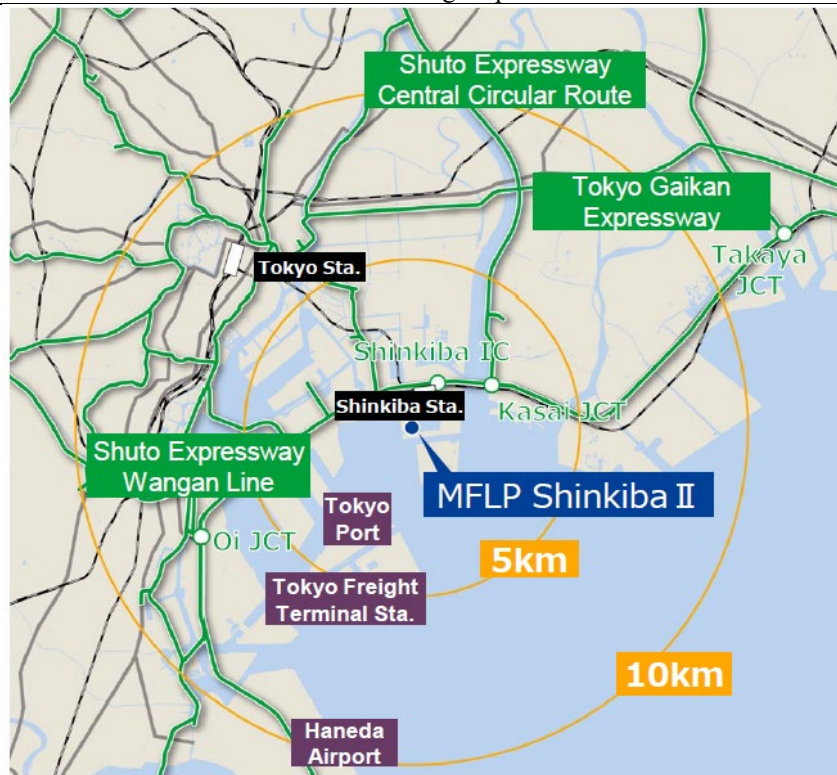 Shuto Expressway
Central Circular Route
Tokyo Gaikan
Expressway
Takaya
JCT
Tokyo Sta.
Shinkiba IC
Shinkiba Sta.
Kasai JCT
Shuto Expressway
Wangan Line
MFLP Shinkiba Ⅱ
Tokyo
Port
Oi JCT
5km
Tokyo Freight
Terminal Sta.
10km
Haneda
Airport